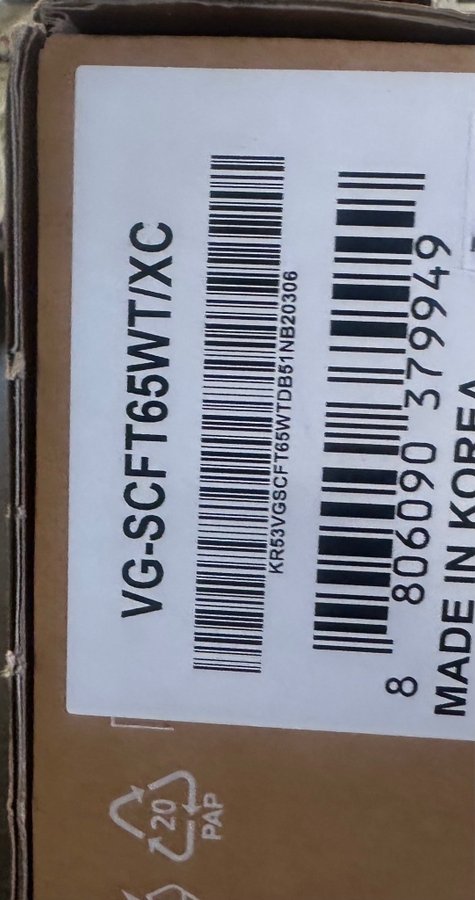 VG-SCFT65WT/XC
KR53VGSCFT65WTDB51NB20306
8 806090 379949
MADE IN KOREA
20
PAP